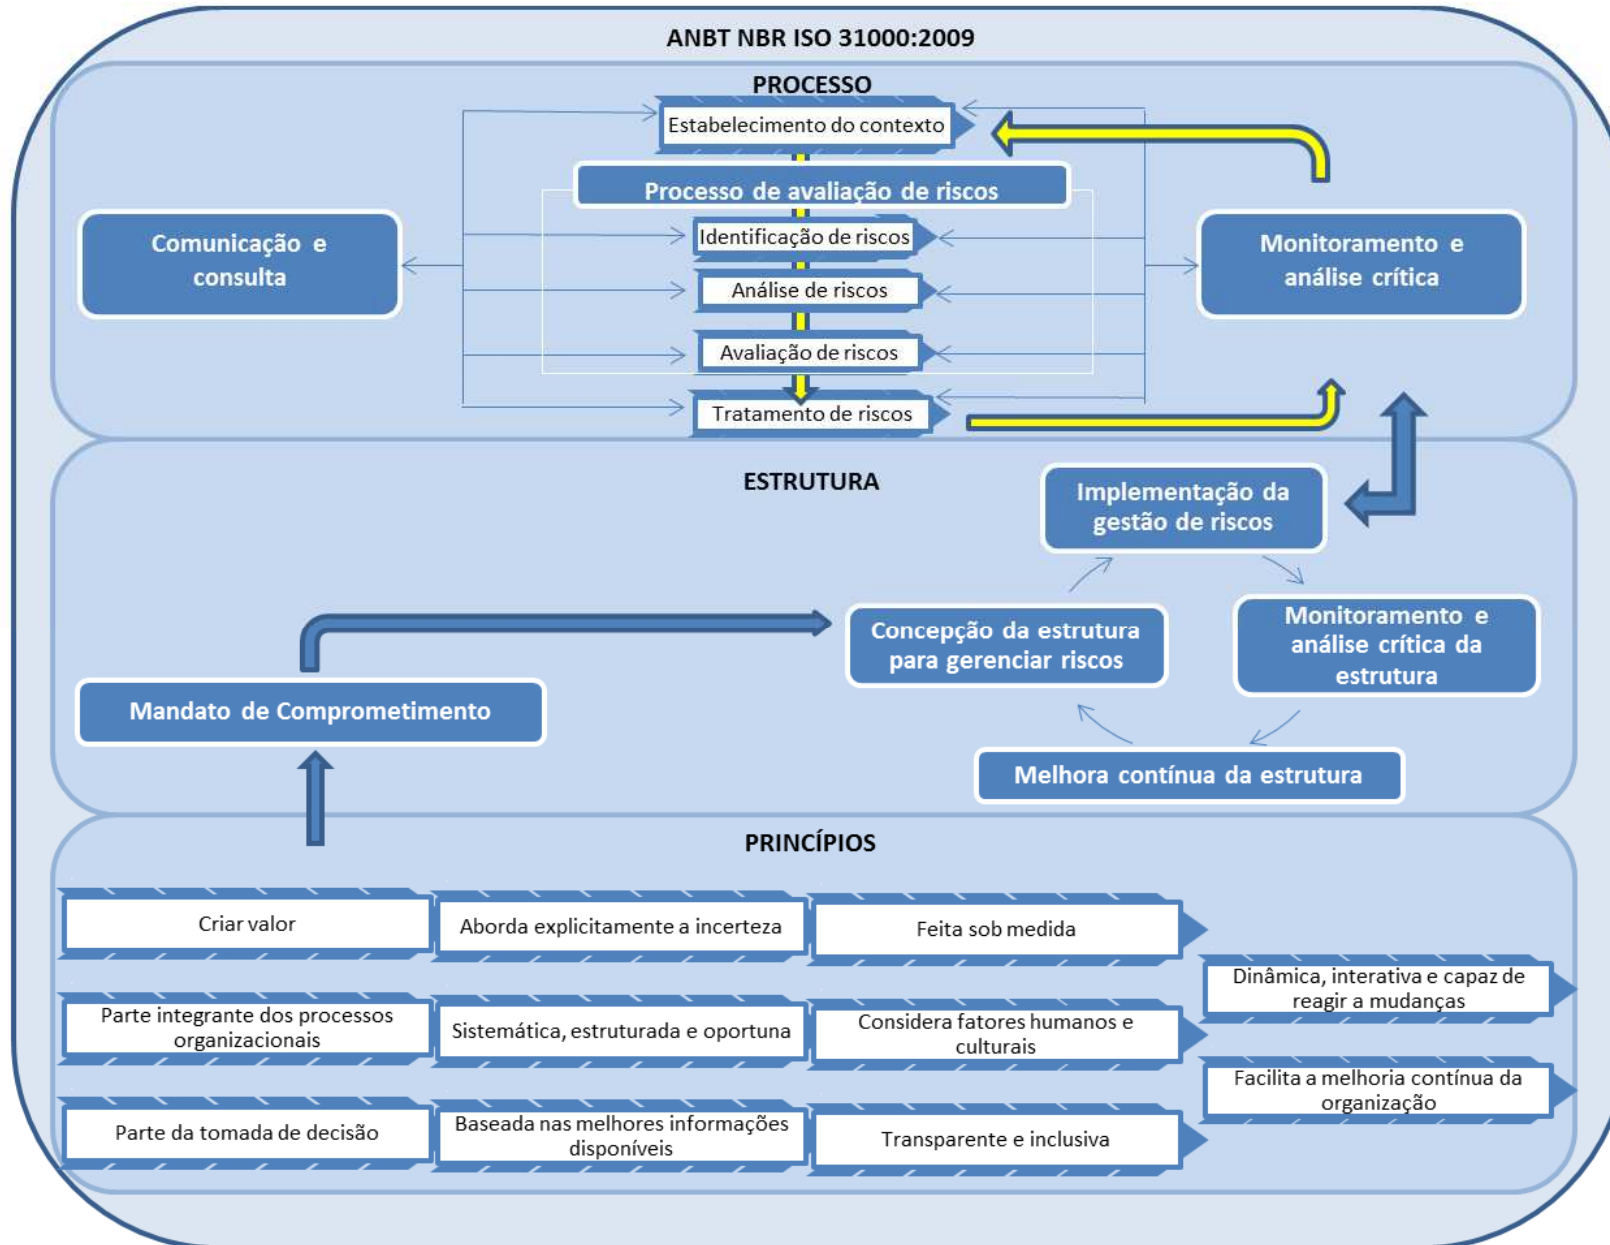 ANBT NBR ISO 31000:2009
PROCESSO
Estabelecimento do contexto
Processo de avaliação de riscos
Comunicação e
consulta
Identificação de riscos
Análise de riscos
Avaliação de riscos
Tratamento de riscos
Monitoramento e
análise crítica
ESTRUTURA
Implementação da
gestão de riscos
Concepção da estrutura
para gerenciar riscos
Monitoramento e
análise crítica da
estrutura
Mandato de Comprometimento
Melhora contínua da estrutura
PRINCÍPIOS
Criar valor
Aborda explicitamente a incerteza
Feita sob medida
Dinâmica, interativa e capaz de
reagir a mudanças
Parte integrante dos processos
organizacionais
Sistemática, estruturada e oportuna
Considera fatores humanos e
culturais
Facilita a melhoria contínua da
organização
Parte da tomada de decisão
Baseada nas melhores informações
disponíveis
Transparente e inclusiva